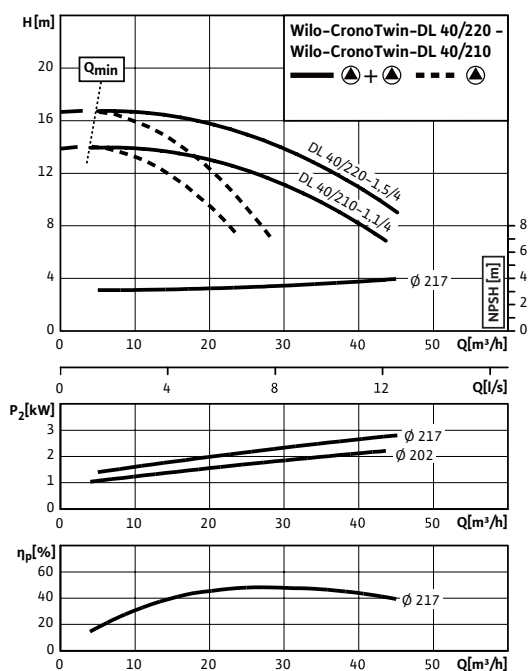 H[m]
Wilo-CronoTwin-DL 40/220 -
Wilo-CronoTwin-DL 40/210
+
Qmin
20
16
12
8
4
0
DL 40/220-1,5/4
DL 40/210-1,1/4
Ø 217
8
6
4
2
0
NPSH [m]
0 10 20 30 40 50 Q[m³/h]
0 4 8 12 Q[l/s]
P2[kW]
3
2
1
0
Ø 217
Ø 202
0 10 20 30 40 50 Q[m³/h]
ηp[%]
60
40
20
0
Ø 217
0 10 20 30 40 50 Q[m³/h]